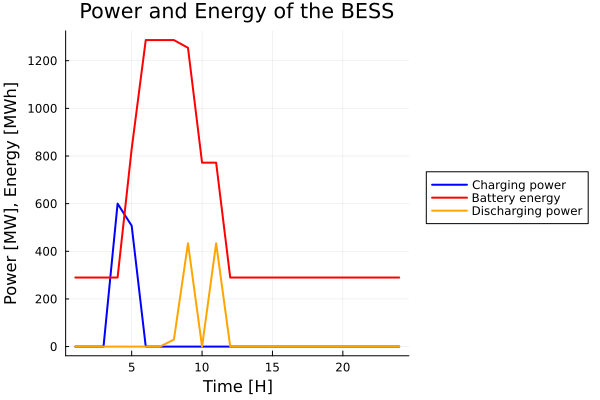 Power and Energy of the BESS
Power [MW], Energy [MWh]
1200
1000
800
600
400
200
0
5
10
15
20
Time [H]
Charging power
Battery energy
Discharging power